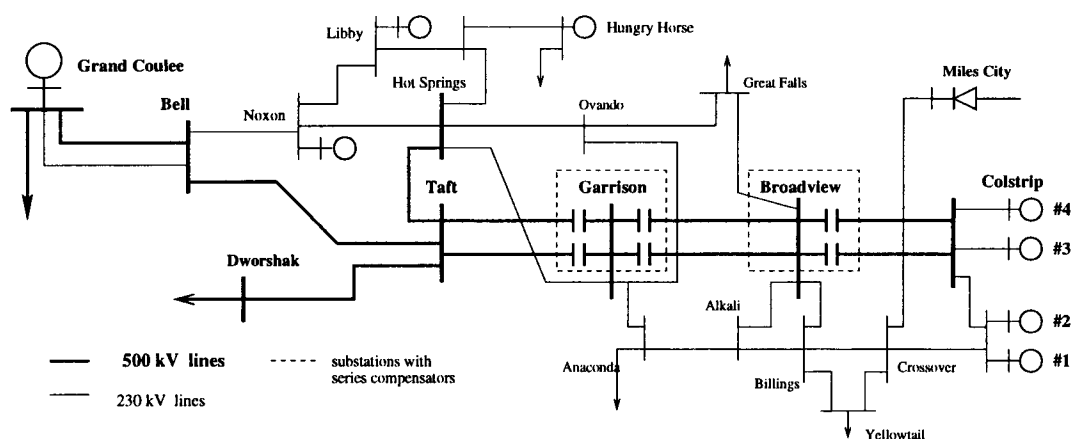 Libby
Hungry Horse
Grand Coulee
Hot Springs
Great Falls
Miles City
Bell
Noxon
Ovando
Taft
Garrison
Broadview
Colstrip
#4
#3
Dworshak
Alkali
#2
500 kV lines
substations with
series compensators
Anaconda
Billings
Crossover
#1
230 kV lines
Yellowtail